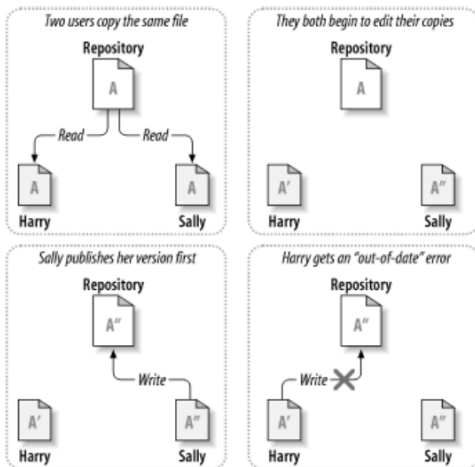 Two users copy the same file
Repository
A
Read
Read
A
A
Harry
Sally
They both begin to edit their copies
Repository
A
A'
A"
Harry
Sally
Sally publishes her version first
Repository
A"
Write
A'
A"
Harry
Sally
Harry gets an “out-of-date” error
Repository
A"
Write
A'
A"
Harry
Sally